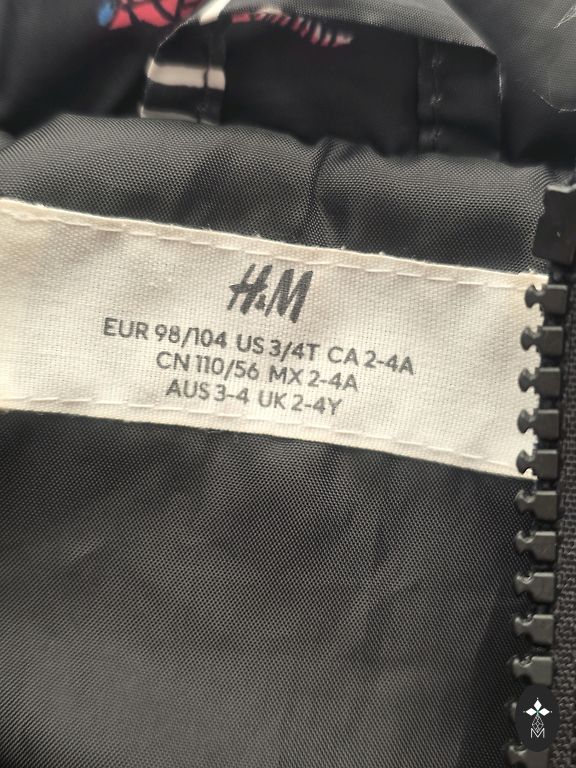 H&M
EUR 98/104 US 3/4T CA 2-4A
CN 110/56 MX 2-4A
AUS 3-4 UK 2-4Y
M